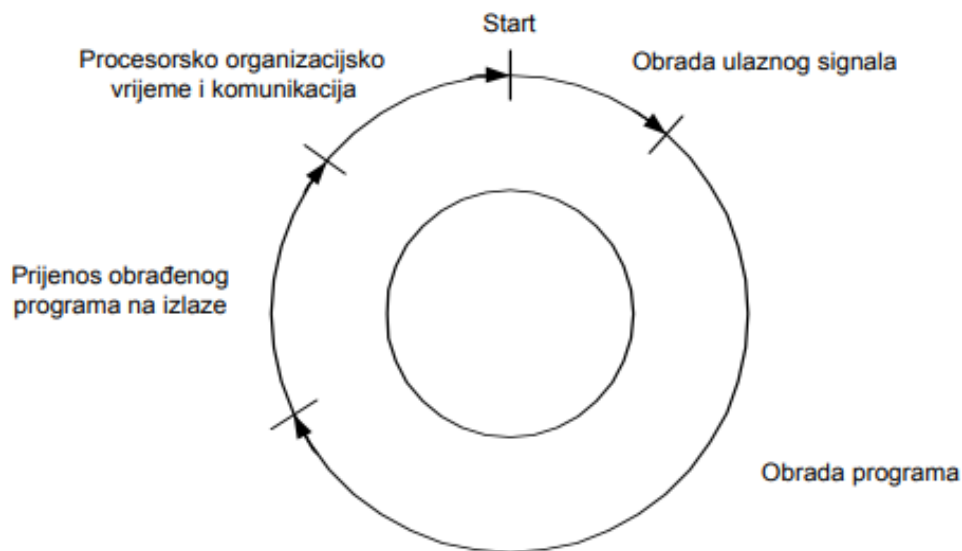 Start
Procesorsko organizacijsko
vrijeme i komunikacija
Obrada ulaznog signala
Prijenos obrađenog
programa na izlaze
Obrada programa